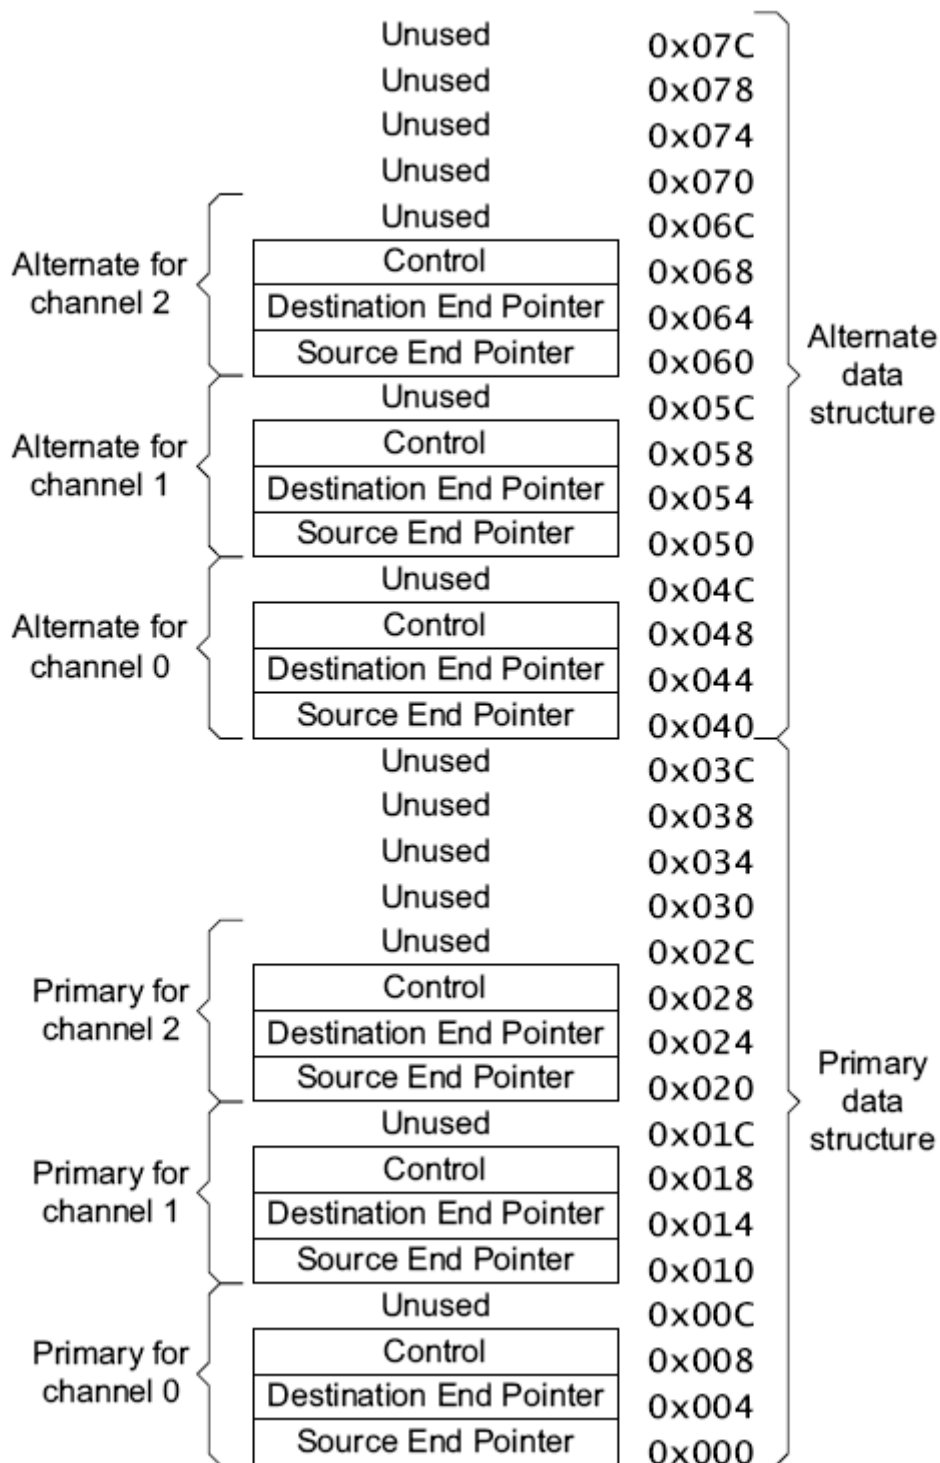 Unused 0x07C
Unused 0x078
Unused 0x074
Unused 0x070
Unused 0x06C
Alternate for
channel 2
Control 0x068
Destination End Pointer 0x064
Source End Pointer 0x060
Alternate
data
structure
Unused 0x05C
Alternate for
channel 1
Control 0x058
Destination End Pointer 0x054
Source End Pointer 0x050
Unused 0x04C
Alternate for
channel 0
Control 0x048
Destination End Pointer 0x044
Source End Pointer 0x040
Unused 0x03C
Unused 0x038
Unused 0x034
Unused 0x030
Unused 0x02C
Primary for
channel 2
Control 0x028
Destination End Pointer 0x024
Source End Pointer 0x020
Primary
data
structure
Unused 0x01C
Primary for
channel 1
Control 0x018
Destination End Pointer 0x014
Source End Pointer 0x010
Unused 0x00C
Primary for
channel 0
Control 0x008
Destination End Pointer 0x004
Source End Pointer 0x000